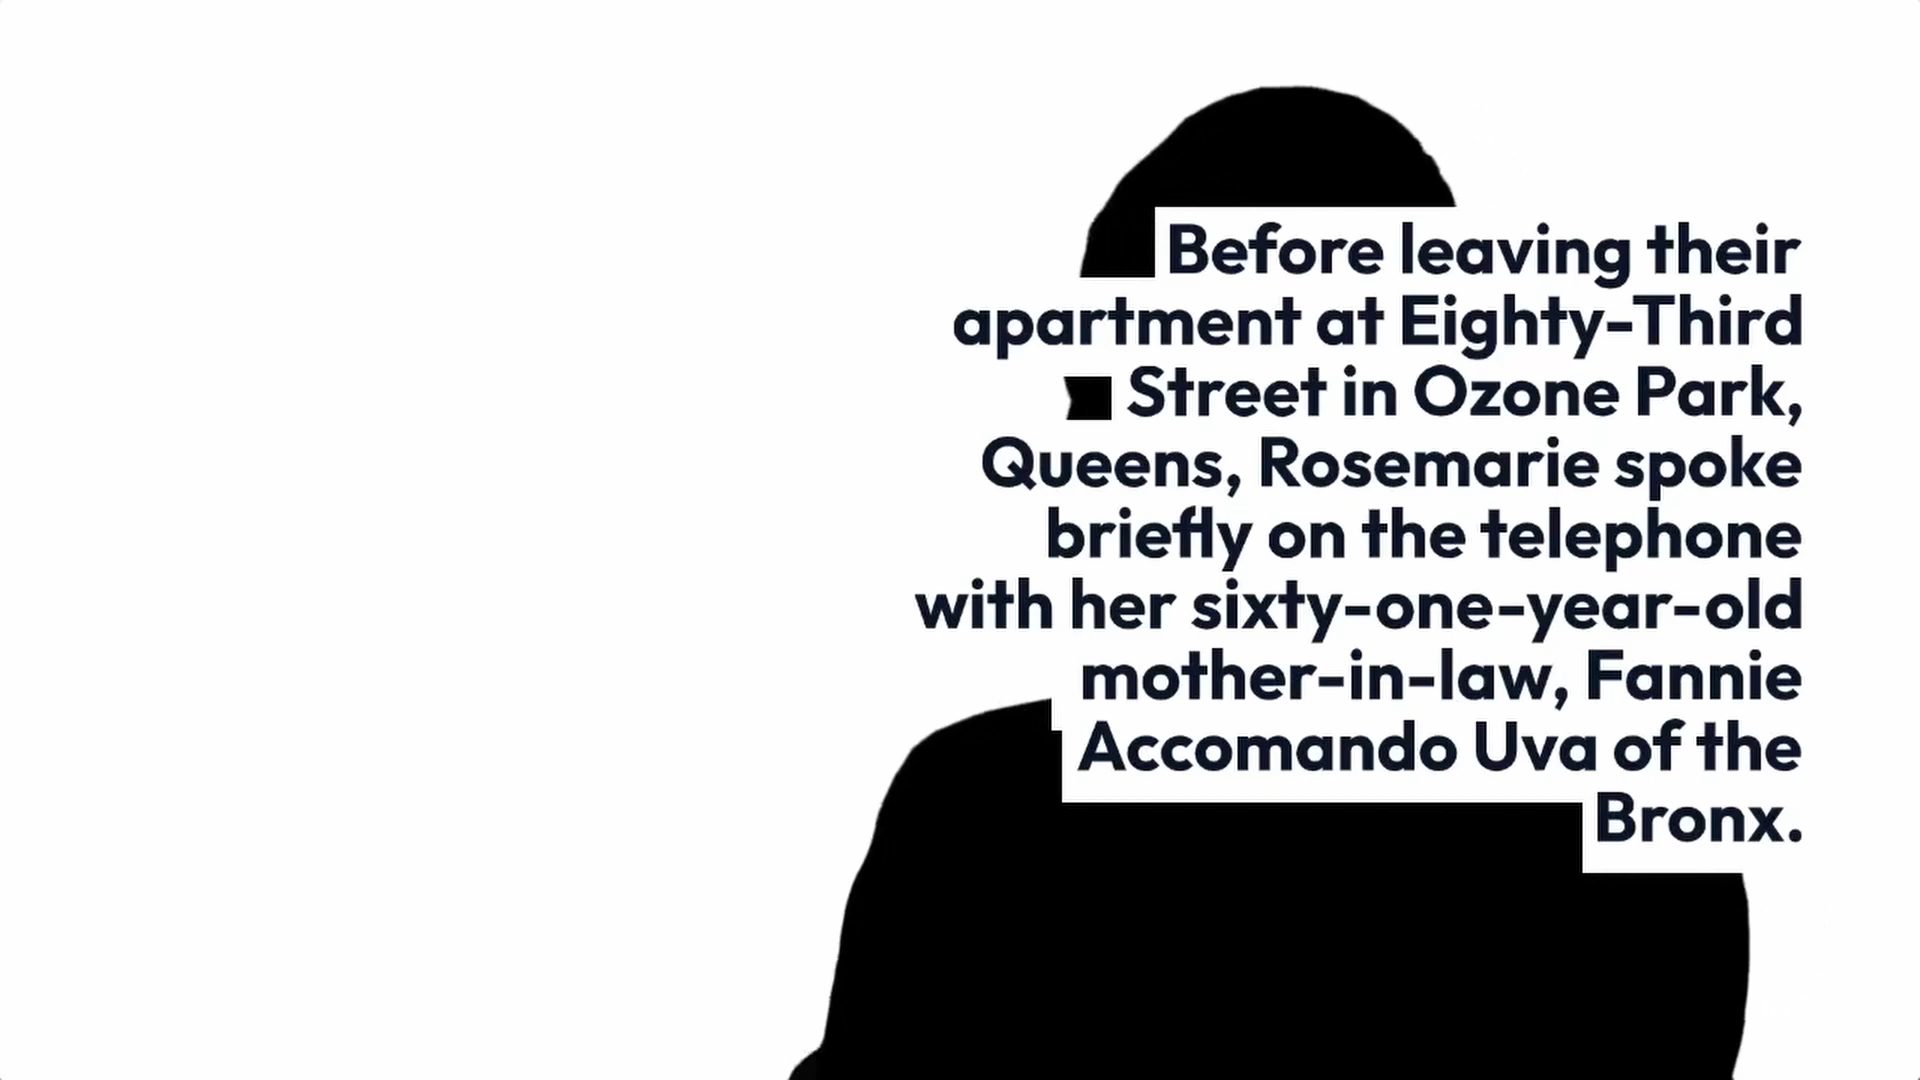 Before leaving their
apartment at Eighty-Third
Street in Ozone Park,
Queens, Rosemarie spoke
briefly on the telephone
with her sixty-one-year-old
mother-in-law, Fannie
Accomando Uva of the
Bronx.